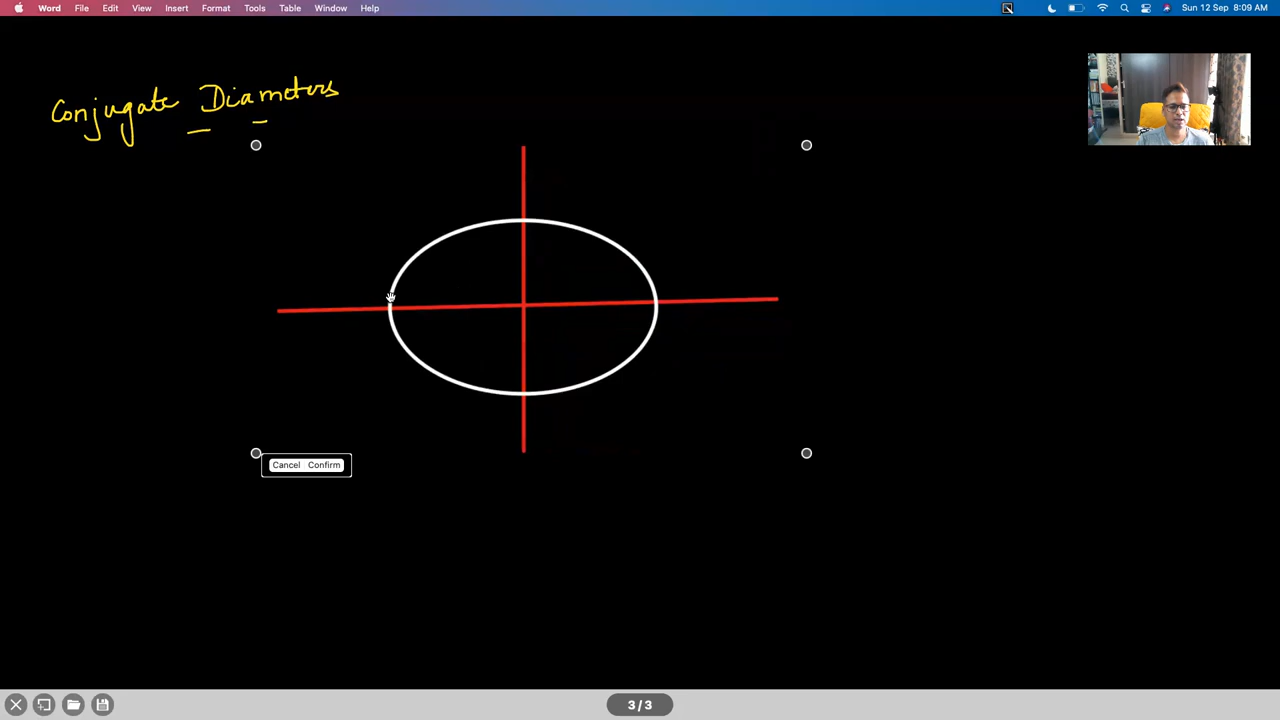 Word File Edit View Insert Format Tools Table Window Help Sun 12 Sep 8:09 AM
Conjugate Diameters
Cancel Confirm
3/3